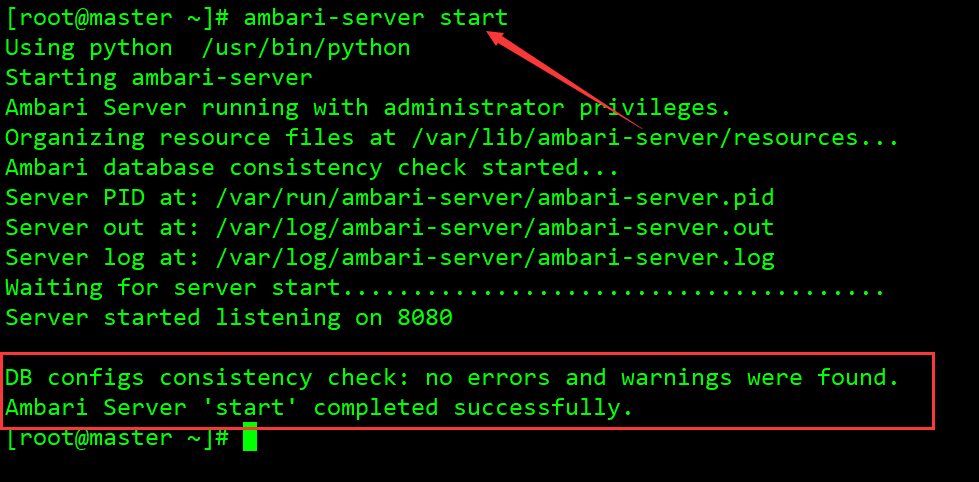 [root@master ~]# ambari-server start
Using python  /usr/bin/python
Starting ambari-server
Ambari Server running with administrator privileges.
Organizing resource files at /var/lib/ambari-server/resources...
Ambari database consistency check started...
Server PID at: /var/run/ambari-server/ambari-server.pid
Server out at: /var/log/ambari-server/ambari-server.out
Server log at: /var/log/ambari-server/ambari-server.log
Waiting for server start.......................................
Server started listening on 8080
DB configs consistency check: no errors and warnings were found.
Ambari Server 'start' completed successfully.
[root@master ~]#